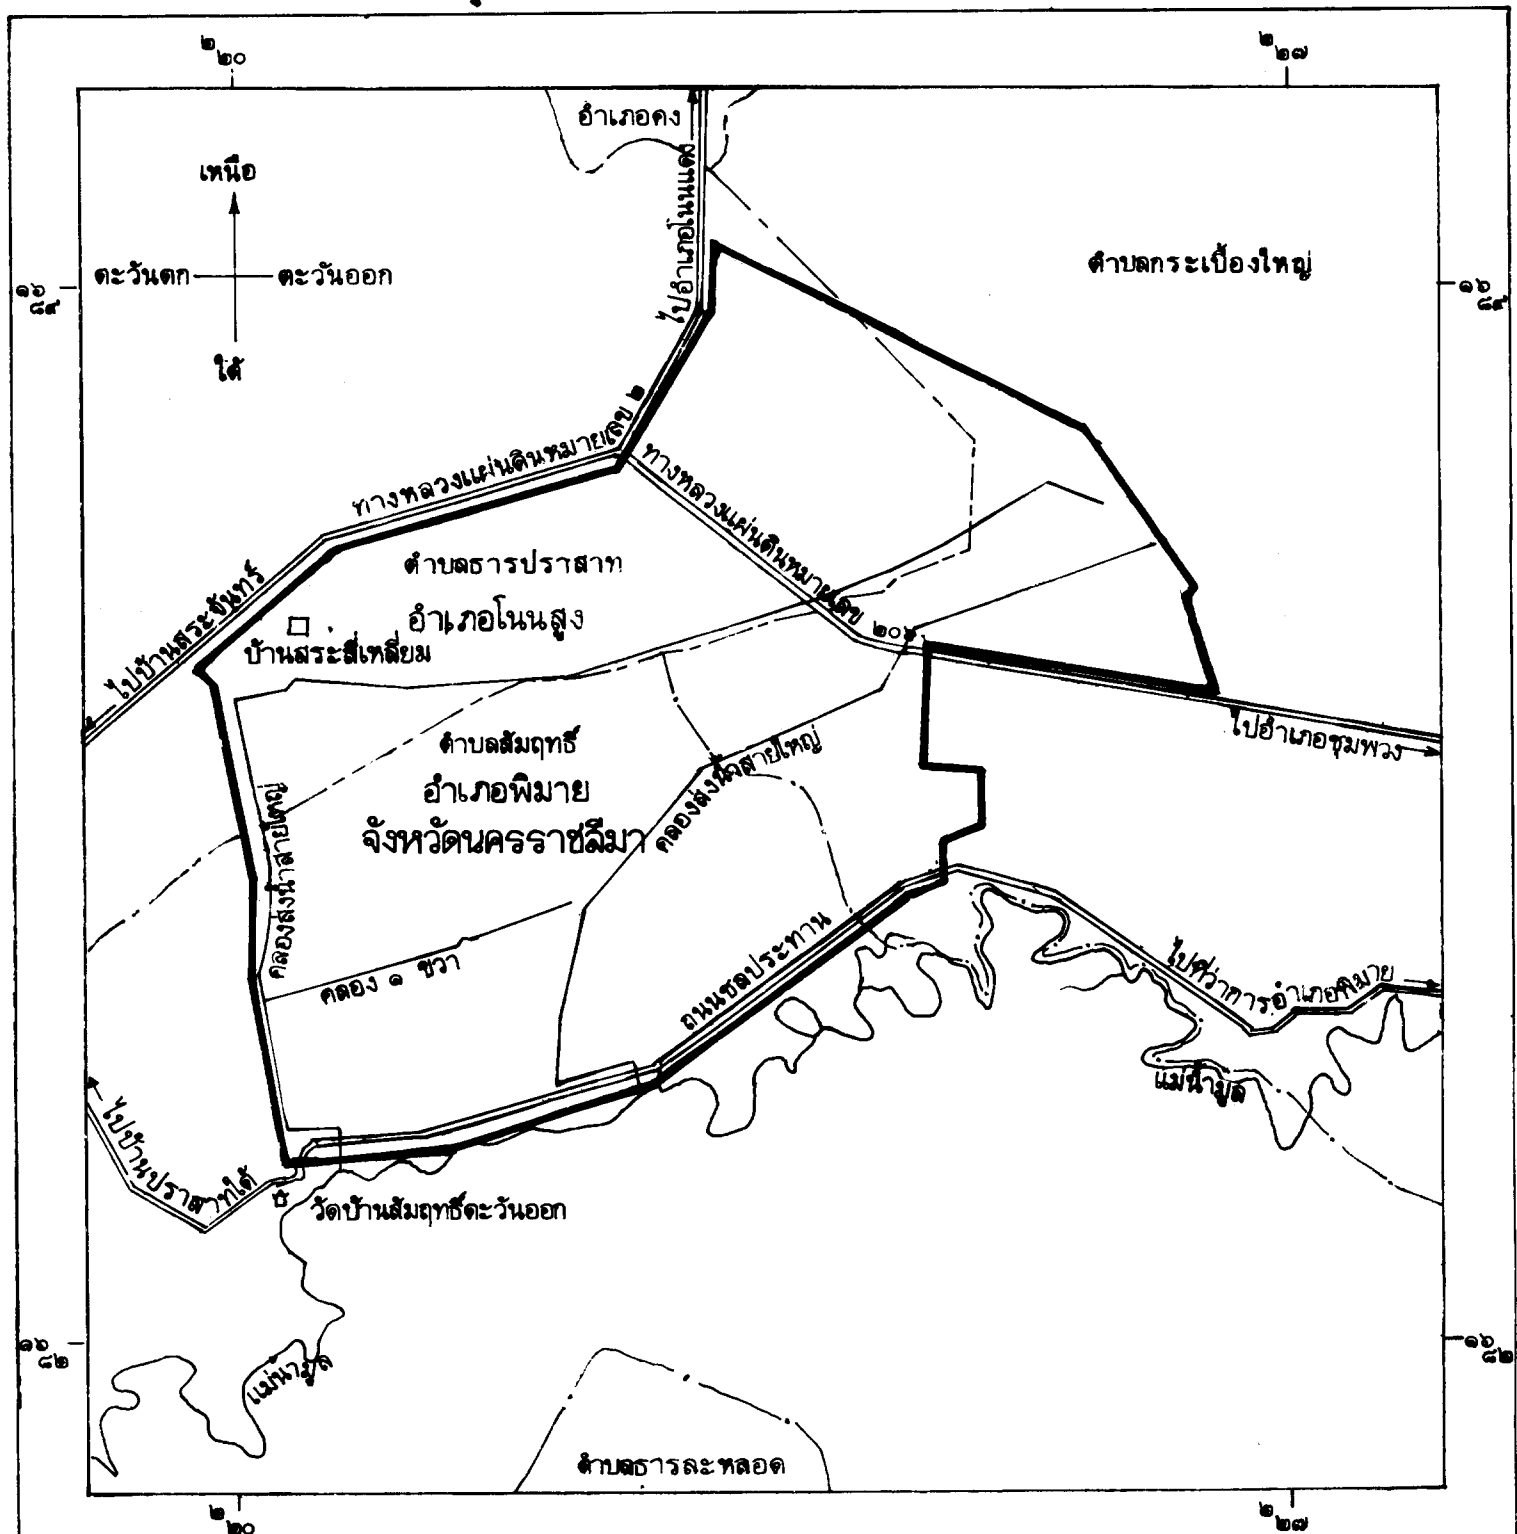 ๒
๒๐
๒
๒๗
อำเภอคง
เหนือ
ตะวันตก
ตะวันออก
ใต้
ไปอำเภอโนนแดง
ตำบลกระเบื้องใหญ่
๑๖
๘๙
๑๖
๘๙
ทางหลวงแผ่นดินหมายเลข ๒
ทางหลวงแผ่นดินหมายเลข ๒๐๖
ไปบ้านสระจันทร์
ตำบลธารปราสาท
อำเภอโนนสูง
บ้านสระสี่เหลี่ยม
ไปอำเภอชุมพวง
ตำบลสัมฤทธิ์
อำเภอพิมาย
จังหวัดนครราชสีมา
คลองส่งน้ำสายใหญ่
คลองส่งน้ำสายใหญ่
คลอง ๑ ขวา
ถนนชลประทาน
ไปที่ว่าการอำเภอพิมาย
แม่น้ำมูล
ไปบ้านปราสาทใต้
วัดบ้านสัมฤทธิ์ตะวันออก
แม่น้ำมูล
๑๖
๘๒
๑๖
๘๒
ตำบลธารละหลอด
๒
๒๐
๒
๒๗